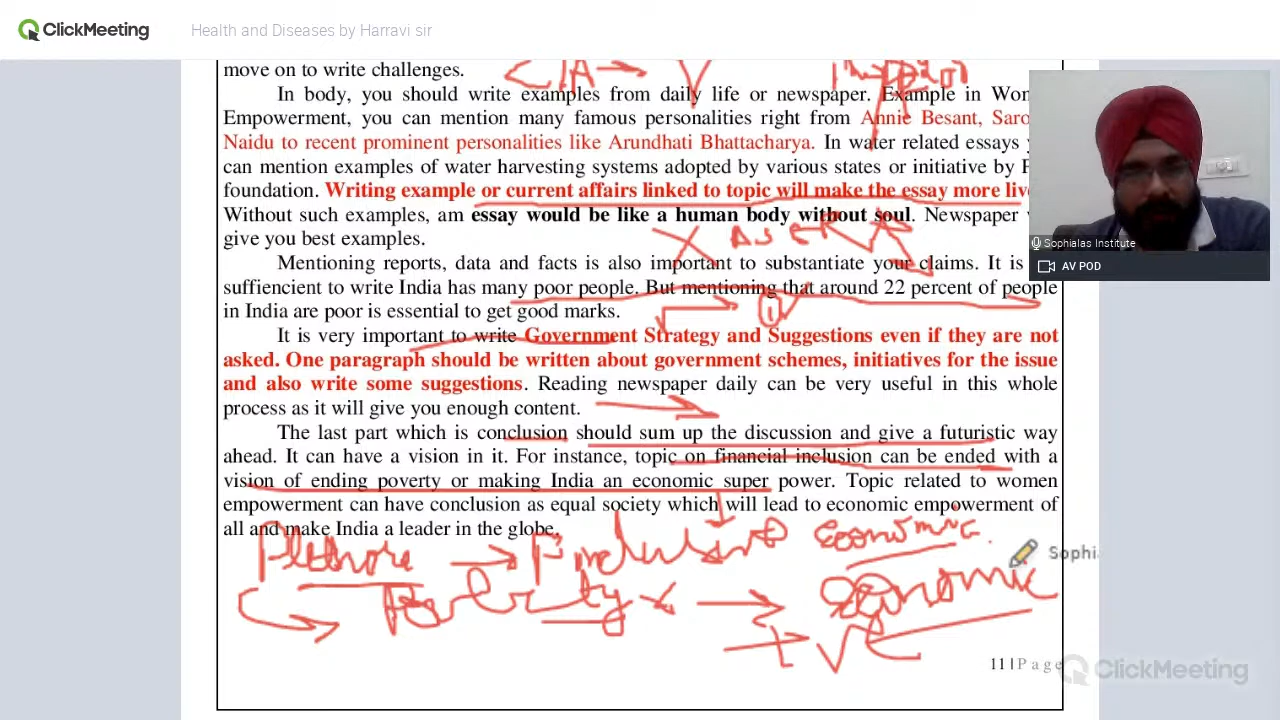 ClickMeeting
Health and Diseases by Harravi sir
move on to write challenges.
CIA → V
In body, you should write examples from daily life or newspaper. Example in Wom
Empowerment, you can mention many famous personalities right from Annie Besant, Saro
Naidu to recent prominent personalities like Arundhati Bhattacharya. In water related essays
can mention examples of water harvesting systems adopted by various states or initiative by
foundation. Writing example or current affairs linked to topic will make the essay more live
Without such examples, am essay would be like a human body without soul. Newspaper
give you best examples.
ASER
Mentioning reports, data and facts is also important to substantiate your claims. It is
suffiencient to write India has many poor people. But mentioning that around 22 percent of people
in India are poor is essential to get good marks.
It is very important to write Government Strategy and Suggestions even if they are not
asked. One paragraph should be written about government schemes, initiatives for the issue
and also write some suggestions. Reading newspaper daily can be very useful in this whole
process as it will give you enough content.
The last part which is conclusion should sum up the discussion and give a futuristic way
ahead. It can have a vision in it. For instance, topic on financial inclusion can be ended with a
vision of ending poverty or making India an economic super power. Topic related to women
empowerment can have conclusion as equal society which will lead to economic empowerment of
all and make India a leader in the globe.
economic
Poverty × → economic
+ve
11 | P a g e
Sophialas Institute
AV POD
Sophia
ClickMeeting